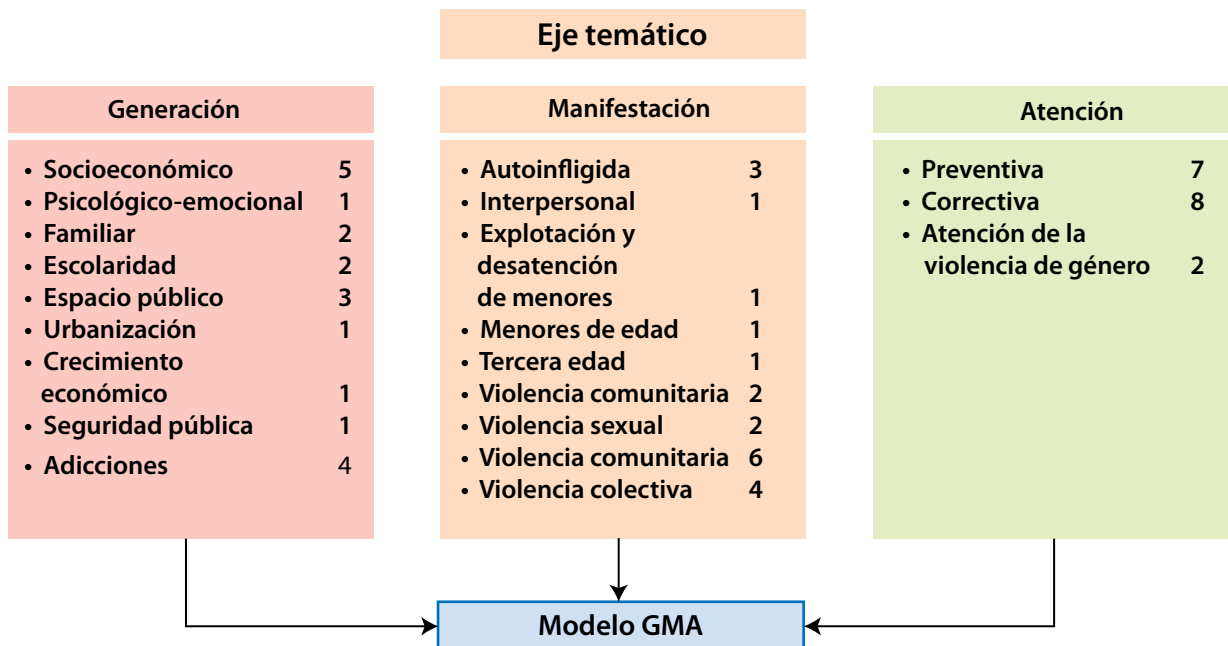 Eje temático
Generación
• Socioeconómico 5
• Psicológico-emocional 1
• Familiar 2
• Escolaridad 2
• Espacio público 3
• Urbanización 1
• Crecimiento
económico 1
• Seguridad pública 1
• Adicciones 4
Manifestación
• Autoinfligida 3
• Interpersonal 1
• Explotación y
desatención
de menores 1
• Menores de edad 1
• Tercera edad 1
• Violencia comunitaria 2
• Violencia sexual 2
• Violencia comunitaria 6
• Violencia colectiva 4
Atención
• Preventiva 7
• Correctiva 8
• Atención de la
violencia de género 2
Modelo GMA